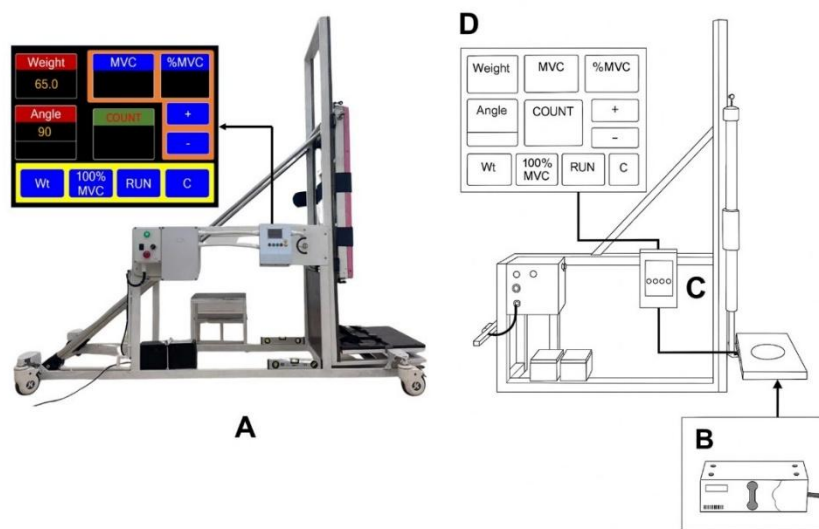 Weight
MVC
%MVC
65.0
Angle
COUNT
+
90
-
Wt
100%
MVC
RUN
C
A
D
Weight
MVC
%MVC
Angle
COUNT
+
-
Wt
100%
MVC
RUN
C
C
B